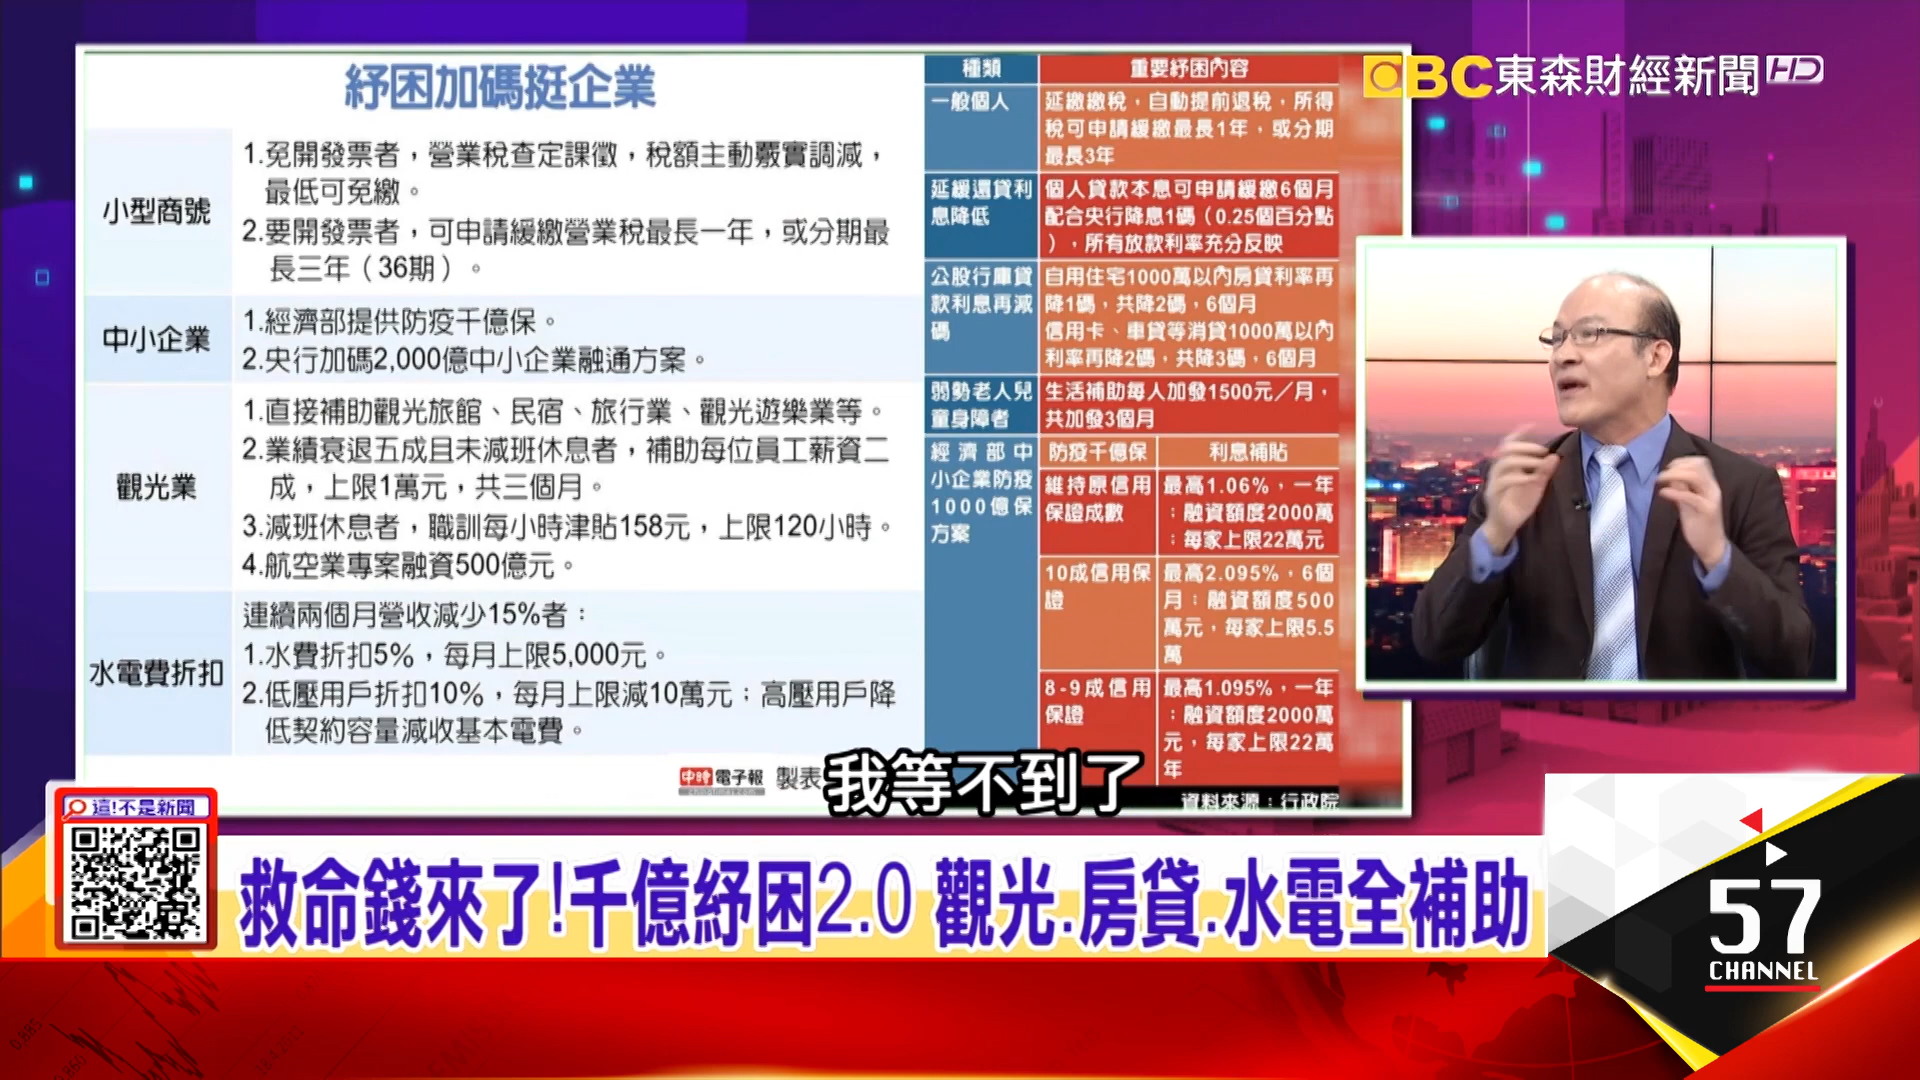 紓困加碼挺企業
小型商號
1.免開發票者，營業稅查定課徵，稅額主動覈實調減，
最低可免繳。
2.要開發票者，可申請緩繳營業稅最長一年，或分期最
長三年（36期）。
中小企業
1.經濟部提供防疫千億保。
2.央行加碼2,000億中小企業融通方案。
觀光業
1.直接補助觀光旅館、民宿、旅行業、觀光遊樂業等。
2.業績衰退五成且未減班休息者，補助每位員工薪資二
成，上限1萬元，共三個月。
3.減班休息者，職訓每小時津貼158元，上限120小時。
4.航空業專案融資500億元。
水電費折扣
連續兩個月營收減少15%者：
1.水費折扣5%，每月上限5,000元。
2.低壓用戶折扣10%，每月上限減10萬元；高壓用戶降
低契約容量減收基本電費。
中時 電子報 製表
種類
重要紓困內容
一般個人
延繳繳稅，自動提前退稅，所得
稅可申請緩繳最長1年，或分期
最長3年
延緩還貸利
息降低
個人貸款本息可申請緩繳6個月
配合央行降息1碼（0.25個百分點
），所有放款利率充分反映
公股行庫貸
款利息再減
碼
自用住宅1000萬以內房貸利率再
降1碼，共降2碼，6個月
信用卡、車貸等消貸1000萬以內
利率再降2碼，共降3碼，6個月
弱勢老人兒
童身障者
生活補助每人加發1500元／月，
共加發3個月
經濟部中
小企業防疫
1000億保
方案
防疫千億保
利息補貼
維持原信用
保證成數
最高1.06%，一年
；融資額度2000萬
；每家上限22萬元
10成信用保
證
最高2.095%，6個
月；融資額度500
萬元，每家上限5.5
萬
8-9成信用
保證
最高1.095%，一年
；融資額度2000萬
元，每家上限22萬
年
資料來源：行政院
EBC東森財經新聞HD
我等不到了
這!不是新聞
救命錢來了!千億紓困2.0 觀光.房貸.水電全補助
57
CHANNEL